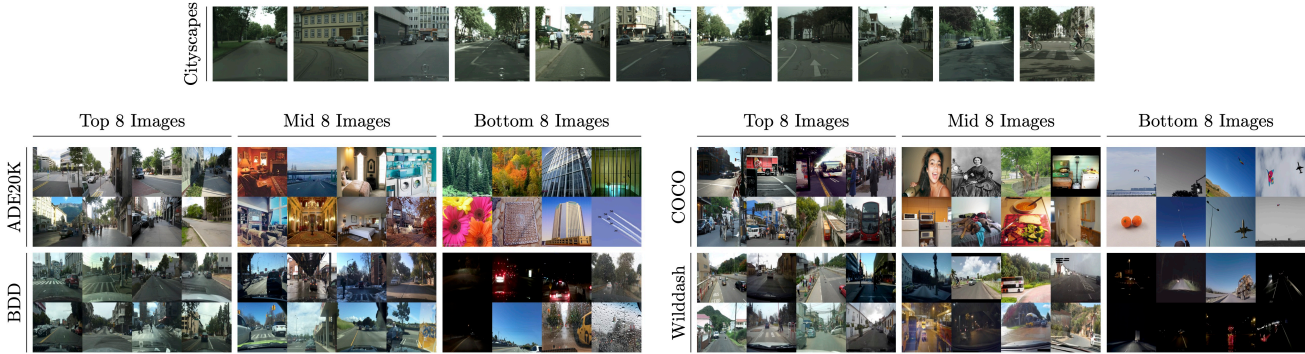 Cityscapes
Top 8 Images
Mid 8 Images
Bottom 8 Images
Top 8 Images
Mid 8 Images
Bottom 8 Images
ADE20K
COCO
BDD
Wilddash